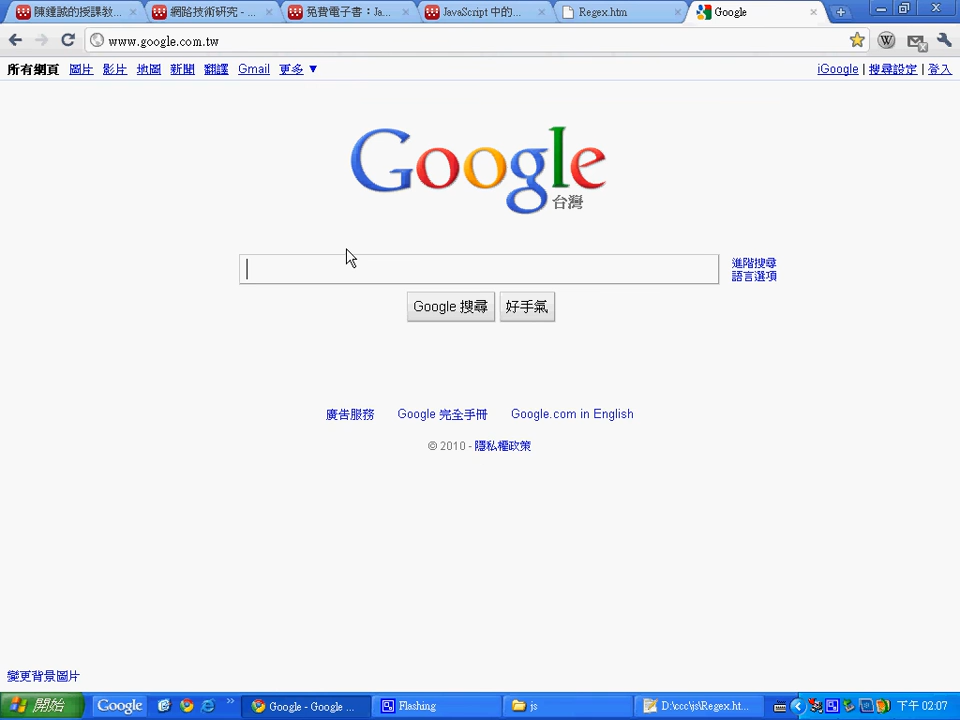 陳鍾誠的授課教...
網路技術研究 - ...
免費電子書：Ja...
JavaScript 中的...
Regex.htm
Google
www.google.com.tw
所有網頁 圖片 影片 地圖 新聞 翻譯 Gmail 更多 ▼
iGoogle | 搜尋設定 | 登入
Google
台灣
進階搜尋
語言選項
Google 搜尋 好手氣
廣告服務 Google 完全手冊 Google.com in English
© 2010 - 隱私權政策
變更背景圖片
開始 Google Google - Google ... Flashing js D:\ccc\js\Regex.ht... 下午 02:07